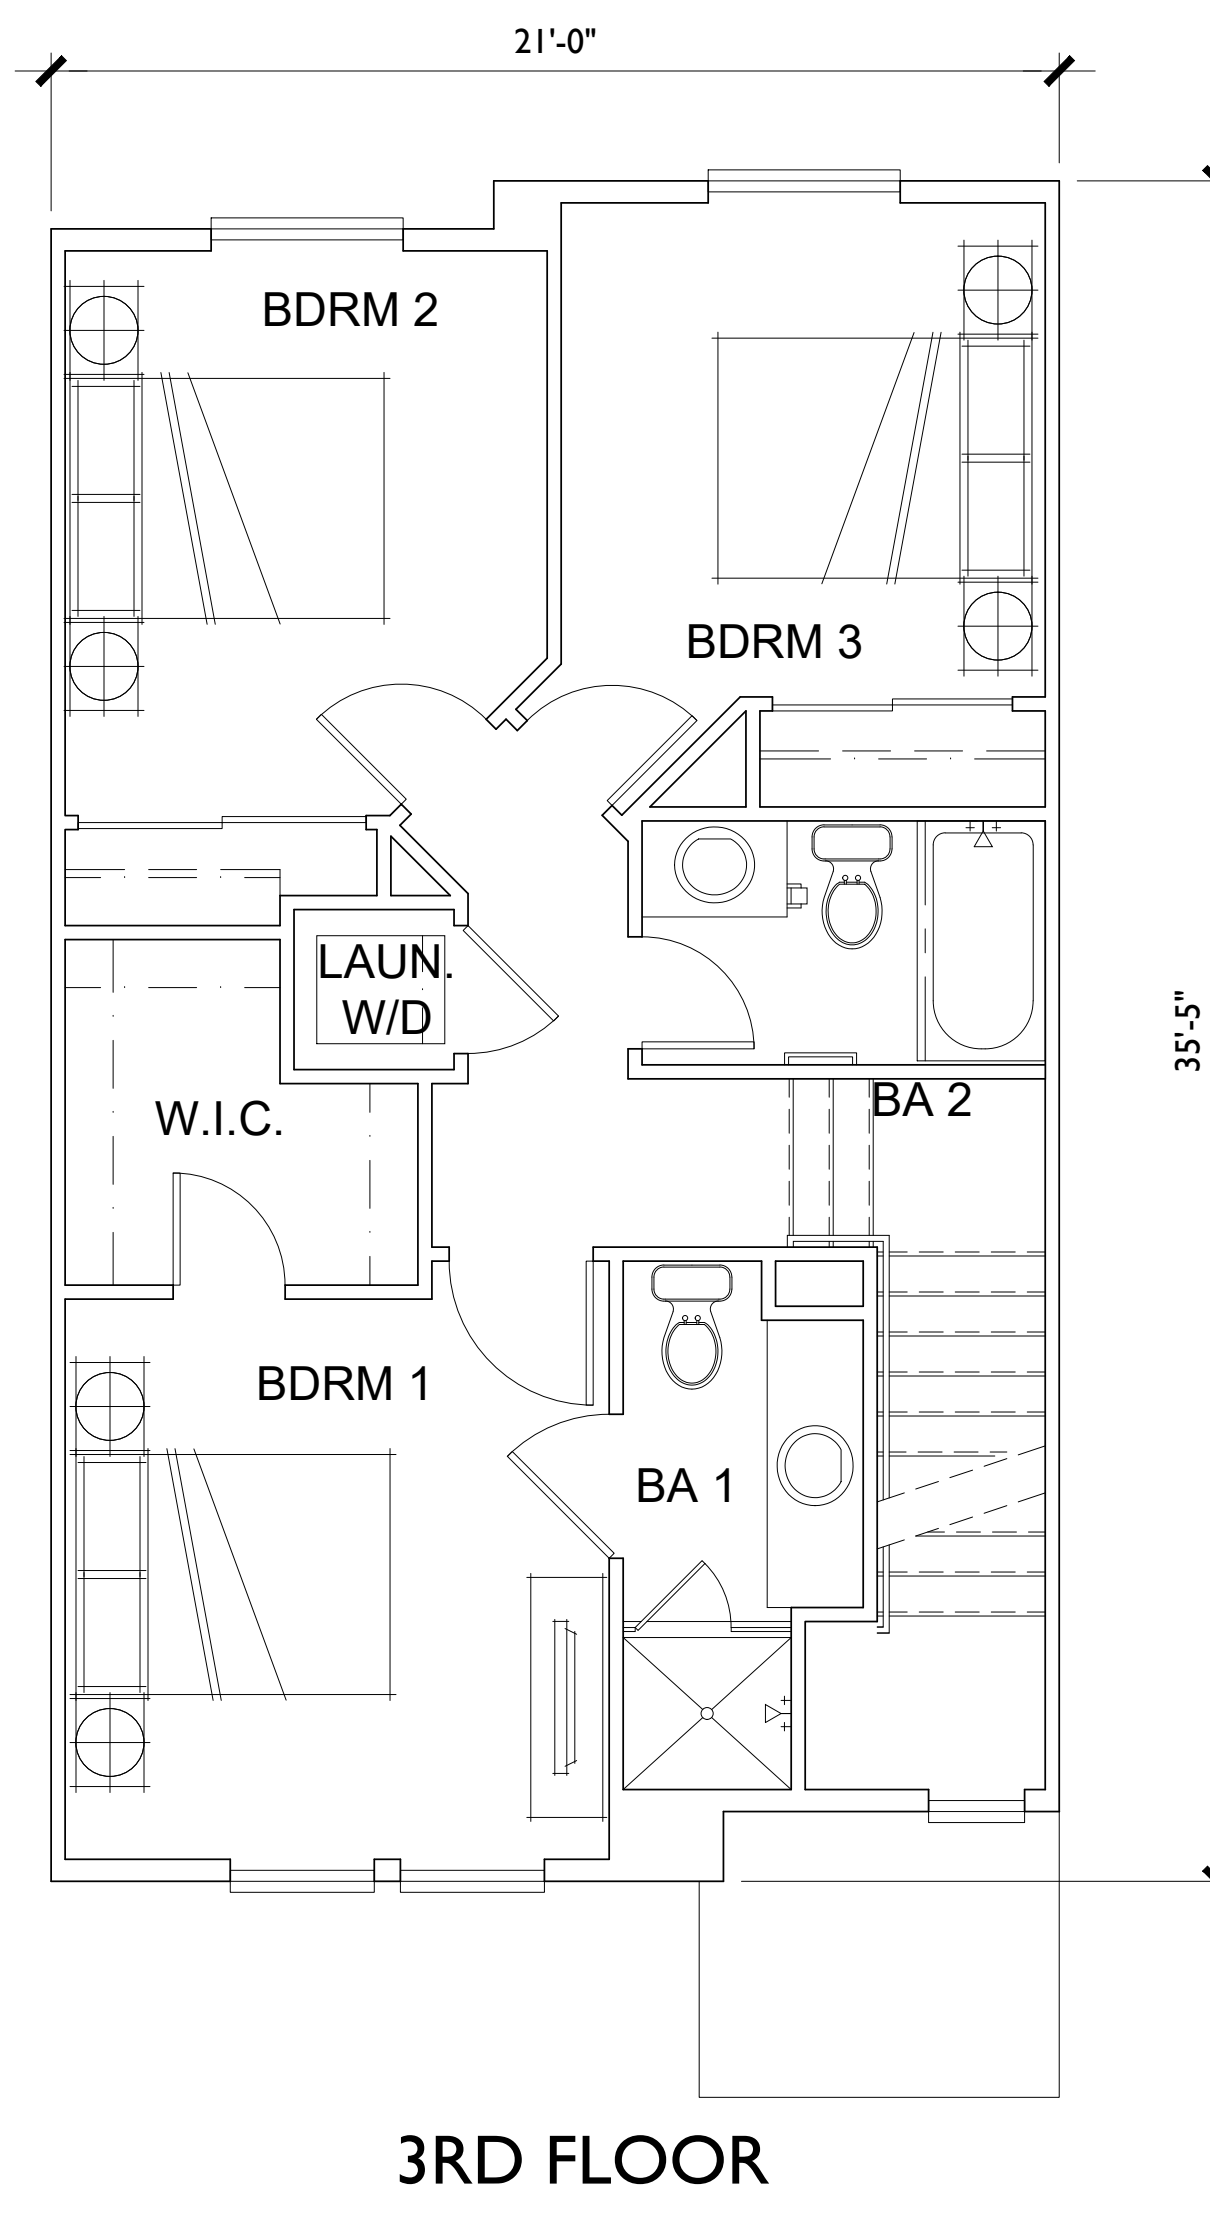 21'-0"
BDRM 2
BDRM 3
LAUN.
W/D
35'-5"
BA 2
W.I.C.
BDRM 1
BA 1
3RD FLOOR